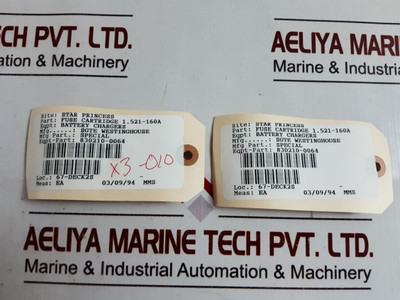 ECH PVT. LTD.
Automation & Machinery
AELIYA MARINE
Marine & Industrial
Site: STAR PRINCESS
Part: FUSE CARTRIDGE 1.521-160A
Eqpt: BATTERY CHARGERS
Mfg.....: BGTE WESTINGHOUSE
Mfg Part.: SPECIAL
Eqpt-Part: 830210-0064
X3-010
Loc.: 67-DECK2S -
Meas: EA 03/09/94 MMS
Site: STAR PRINCESS
Part: FUSE CARTRIDGE 1.521-160A
Eqpt: BATTERY CHARGERS
Mfg.....: BGTE WESTINGHOUSE
Mfg Part.: SPECIAL
Eqpt-Part: 830210-0064
Loc.: 67-DECK2S -
Meas: EA 03/09/94 MMS
AELIYA MARINE TECH PVT. LTD.
Marine & Industrial Automation & Machinery